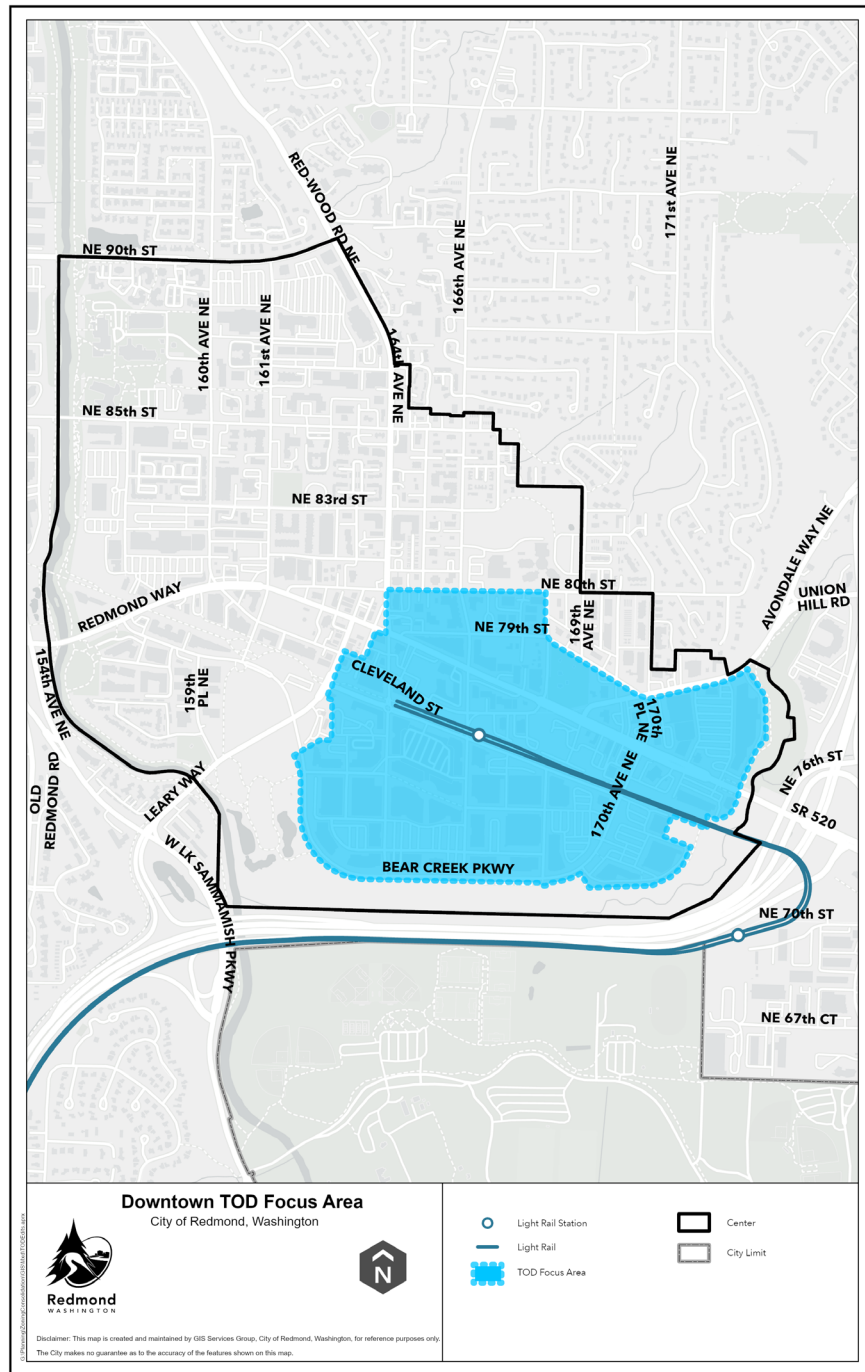 RED-WOOD RD NE
171st AVE NE
166th AVE NE
NE 90th ST
160th AVE NE
161st AVE NE
164th AVE NE
NE 85th ST
NE 83rd ST
AVONDALE WAY NE
UNION
HILL RD
NE 80th ST
REDMOND WAY
169th
AVE NE
NE 79th ST
154th AVE NE
159th
PL NE
CLEVELAND ST
170th
PL NE
NE 76th ST
OLD
REDMOND RD
LEARY WAY
170th AVE NE
SR 520
W LK SAMMAMISH PKWY
BEAR CREEK PKWY
NE 70th ST
NE 67th CT
Downtown TOD Focus Area
City of Redmond, Washington
N
Redmond
WASHINGTON
Light Rail Station
Light Rail
TOD Focus Area
Center
City Limit
Disclaimer: This map is created and maintained by GIS Services Group, City of Redmond, Washington, for reference purposes only.
The City makes no guarantee as to the accuracy of the features shown on this map.